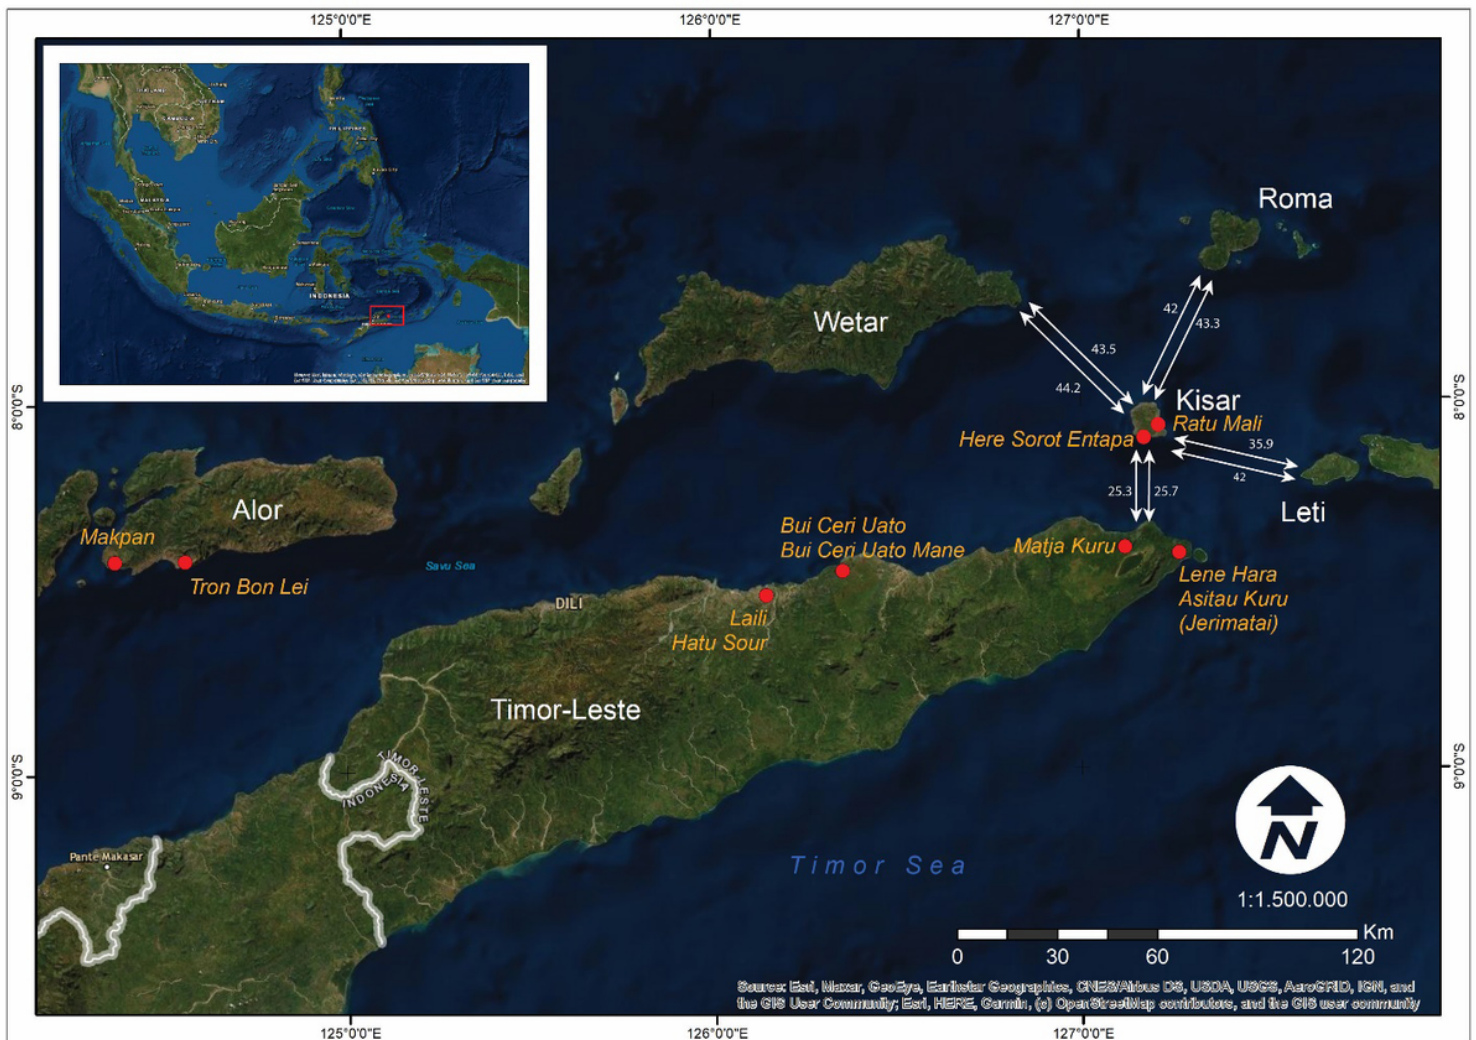 125°0'0"E
126°0'0"E
127°0'0"E
PHILIPPINES
MALAYSIA
INDONESIA
Roma
42
43.3
Wetar
43.5
44.2
8°0'0"S
8°0'0"S
Kisar
Ratu Mali
Here Sorot Entapa
35.9
42
25.3
25.7
Leti
Alor
Makpan
Tron Bon Lei
Savu Sea
Bui Ceri Uato
Bui Ceri Uato Mane
Matja Kuru
Lene Hara
Asitau Kuru
(Jerimatai)
DILI
Laili
Hatu Sour
Timor-Leste
TIMOR LESTE
INDONESIA
9°0'0"S
9°0'0"S
Pante Makasar
Timor Sea
N
1:1.500.000
Km
0
30
60
120
Source: Esri, Maxar, GeoEye, Earthstar Geographics, CNES/Airbus DS, USDA, USGS, AeroGRID, IGN, and
the GIS User Community; Esri, HERE, Garmin, (c) OpenStreetMap contributors, and the GIS user community
125°0'0"E
126°0'0"E
127°0'0"E